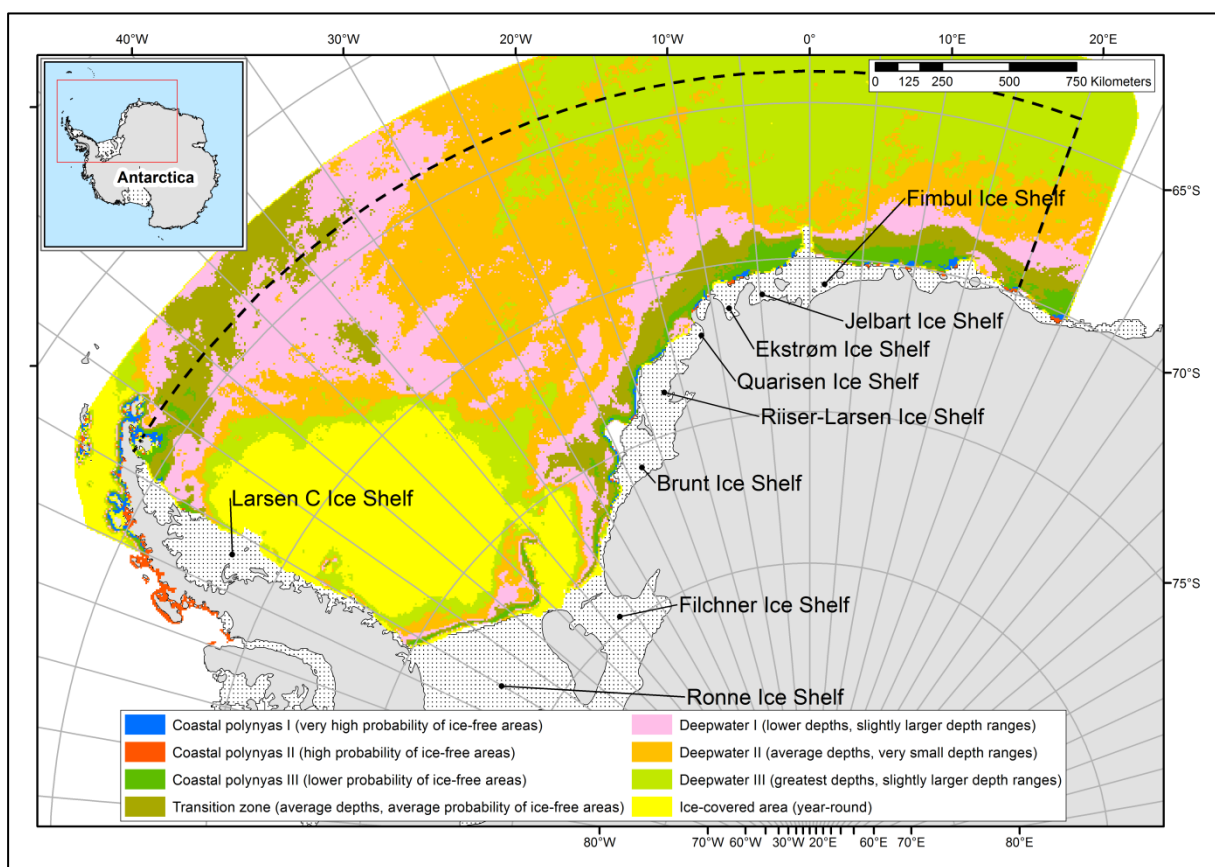 40°W 30°W 20°W 10°W 0° 10°E 20°E
0 125 250 500 750 Kilometers
Antarctica
65°S
Fimbul Ice Shelf
Jelbart Ice Shelf
Ekstrøm Ice Shelf
70°S
Quarisen Ice Shelf
Riiser-Larsen Ice Shelf
Brunt Ice Shelf
Larsen C Ice Shelf
75°S
Filchner Ice Shelf
Ronne Ice Shelf
Coastal polynyas I (very high probability of ice-free areas)
Coastal polynyas II (high probability of ice-free areas)
Coastal polynyas III (lower probability of ice-free areas)
Transition zone (average depths, average probability of ice-free areas)
Deepwater I (lower depths, slightly larger depth ranges)
Deepwater II (average depths, very small depth ranges)
Deepwater III (greatest depths, slightly larger depth ranges)
Ice-covered area (year-round)
80°W 70°W 60°W 30°W 20°E 60°E 70°E 80°E